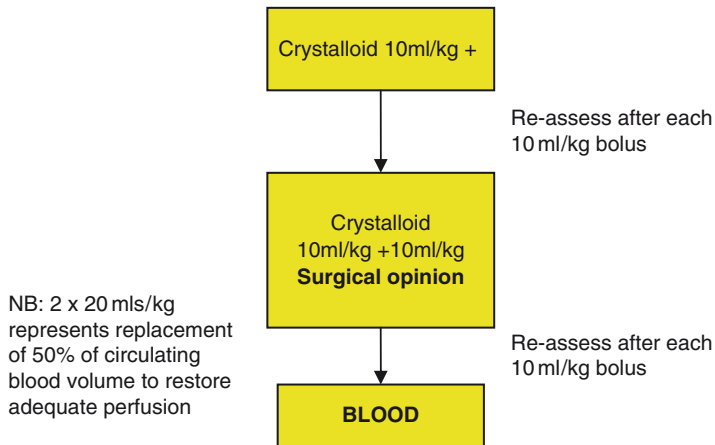 Crystalloid 10ml/kg +
Re-assess after each
10 ml/kg bolus
Crystalloid
10ml/kg +10ml/kg
Surgical opinion
NB: 2 x 20 mls/kg
represents replacement
of 50% of circulating
blood volume to restore
adequate perfusion
Re-assess after each
10 ml/kg bolus
BLOOD